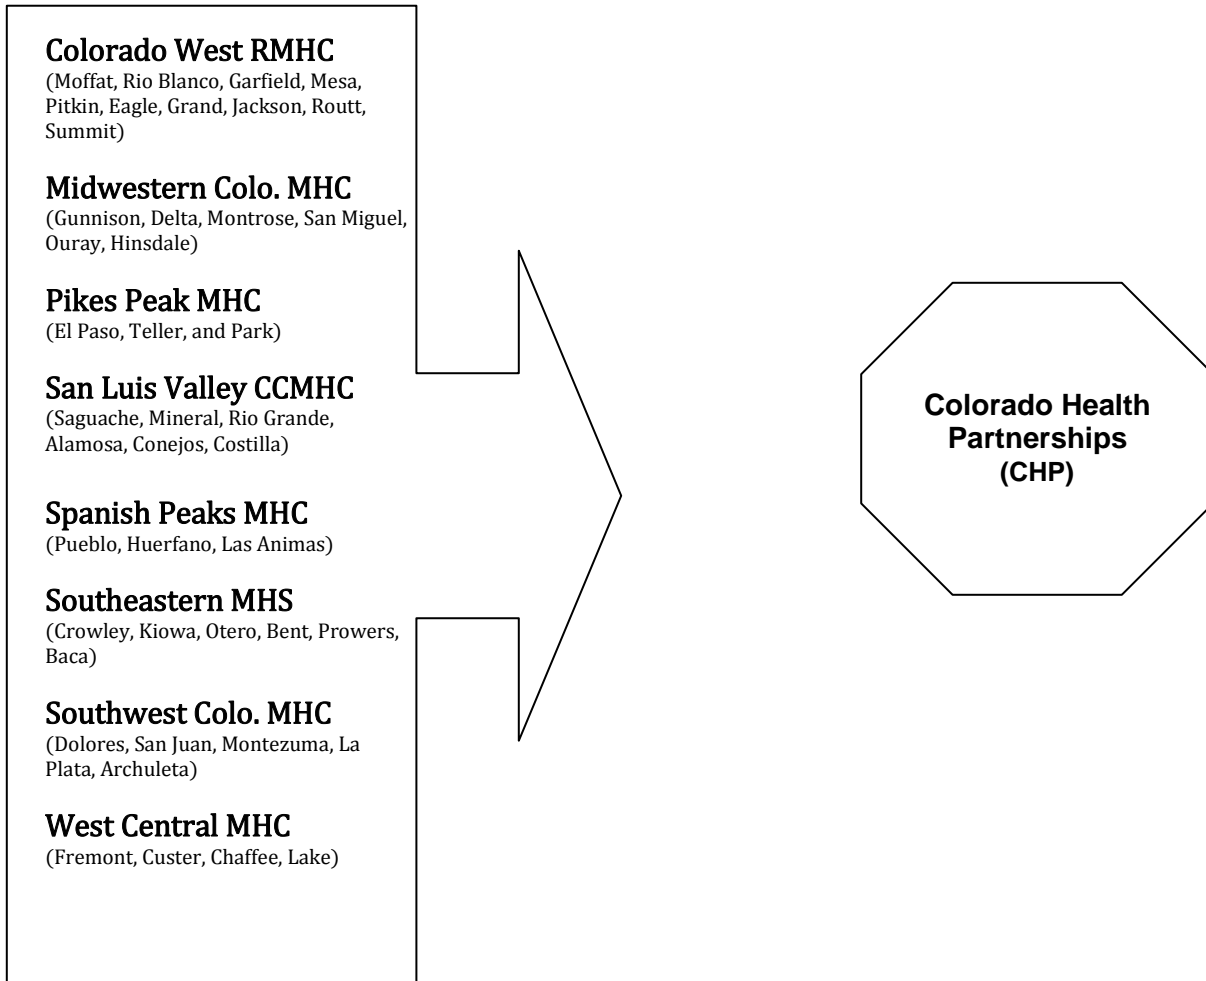 Colorado West RMHC
(Moffat, Rio Blanco, Garfield, Mesa,
Pitkin, Eagle, Grand, Jackson, Routt,
Summit)
Midwestern Colo. MHC
(Gunnison, Delta, Montrose, San Miguel,
Ouray, Hinsdale)
Pikes Peak MHC
(El Paso, Teller, and Park)
San Luis Valley CCMHC
(Saguache, Mineral, Rio Grande,
Alamosa, Conejos, Costilla)
Spanish Peaks MHC
(Pueblo, Huerfano, Las Animas)
Southeastern MHS
(Crowley, Kiowa, Otero, Bent, Prowers,
Baca)
Southwest Colo. MHC
(Dolores, San Juan, Montezuma, La
Plata, Archuleta)
West Central MHC
(Fremont, Custer, Chaffee, Lake)
Colorado Health
Partnerships
(CHP)